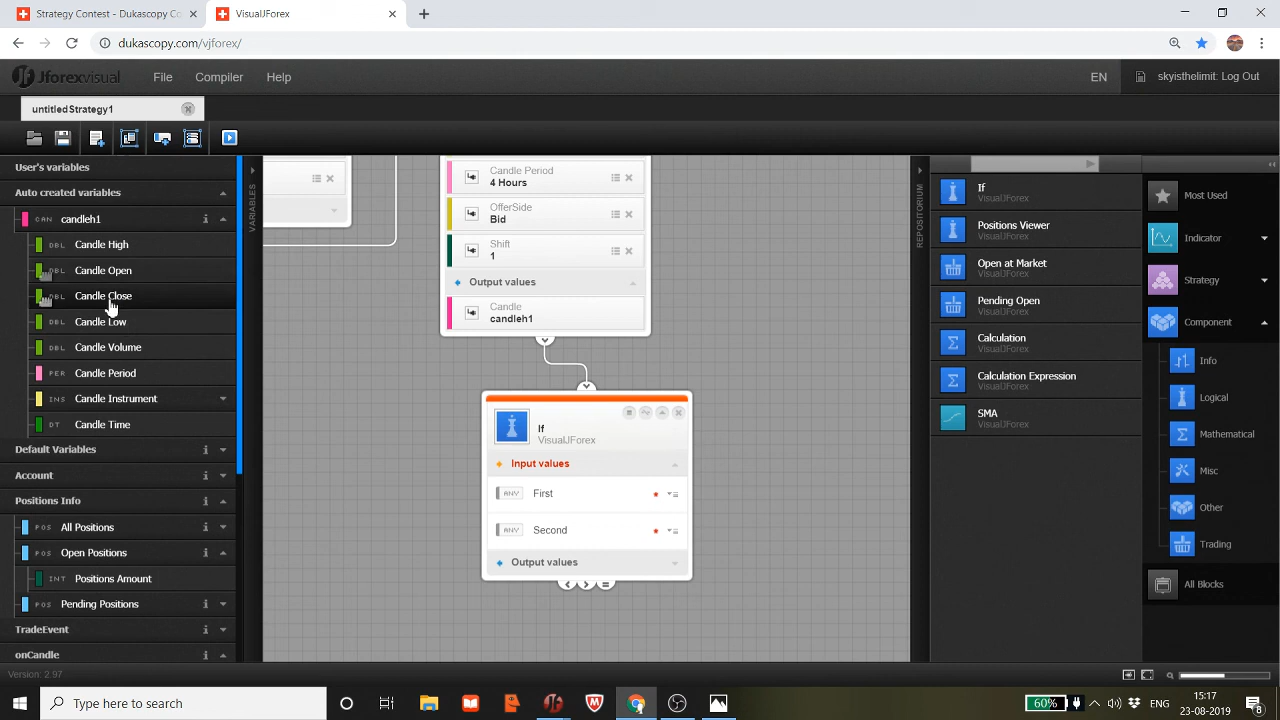 Strategy Contest - Dukascopy Co
VisualJForex
dukascopy.com/vjforex/
Jforexvisual
File
Compiler
Help
EN
skyisthelimit: Log Out
untitledStrategy1
User's variables
Auto created variables
CAN candleh1
DBL Candle High
DBL Candle Open
DBL Candle Close
DBL Candle Low
DBL Candle Volume
PER Candle Period
INS Candle Instrument
DT Candle Time
Default Variables
Account
Positions Info
POS All Positions
POS Open Positions
INT Positions Amount
POS Pending Positions
TradeEvent
onCandle
VARIABLES
Candle Period
4 Hours
OfferSide
Bid
Shift
1
Output values
Candle
candleh1
If
VisualJForex
Input values
ANY First
ANY Second
Output values
REPOSITORIUM
If
VisualJForex
Positions Viewer
VisualJForex
Open at Market
VisualJForex
Pending Open
VisualJForex
Calculation
VisualJForex
Calculation Expression
VisualJForex
SMA
VisualJForex
Most Used
Indicator
Strategy
Component
Info
Logical
Mathematical
Misc
Other
Trading
All Blocks
Version: 2.97
Type here to search
60%
ENG
15:17
23-08-2019
8